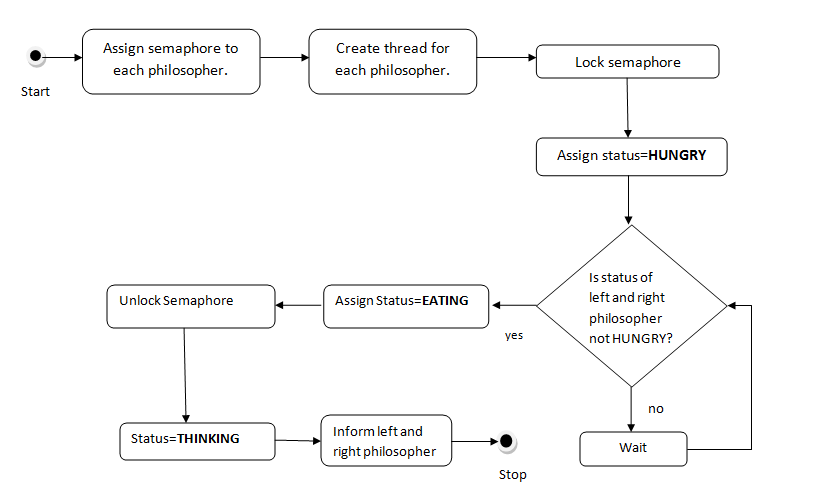 Assign semaphore to
each philosopher.
Create thread for
each philosopher.
Lock semaphore
Start
Assign status=HUNGRY
Is status of
left and right
philosopher
not HUNGRY?
Unlock Semaphore
Assign Status=EATING
yes
no
Status=THINKING
Inform left and
right philosopher
Wait
Stop